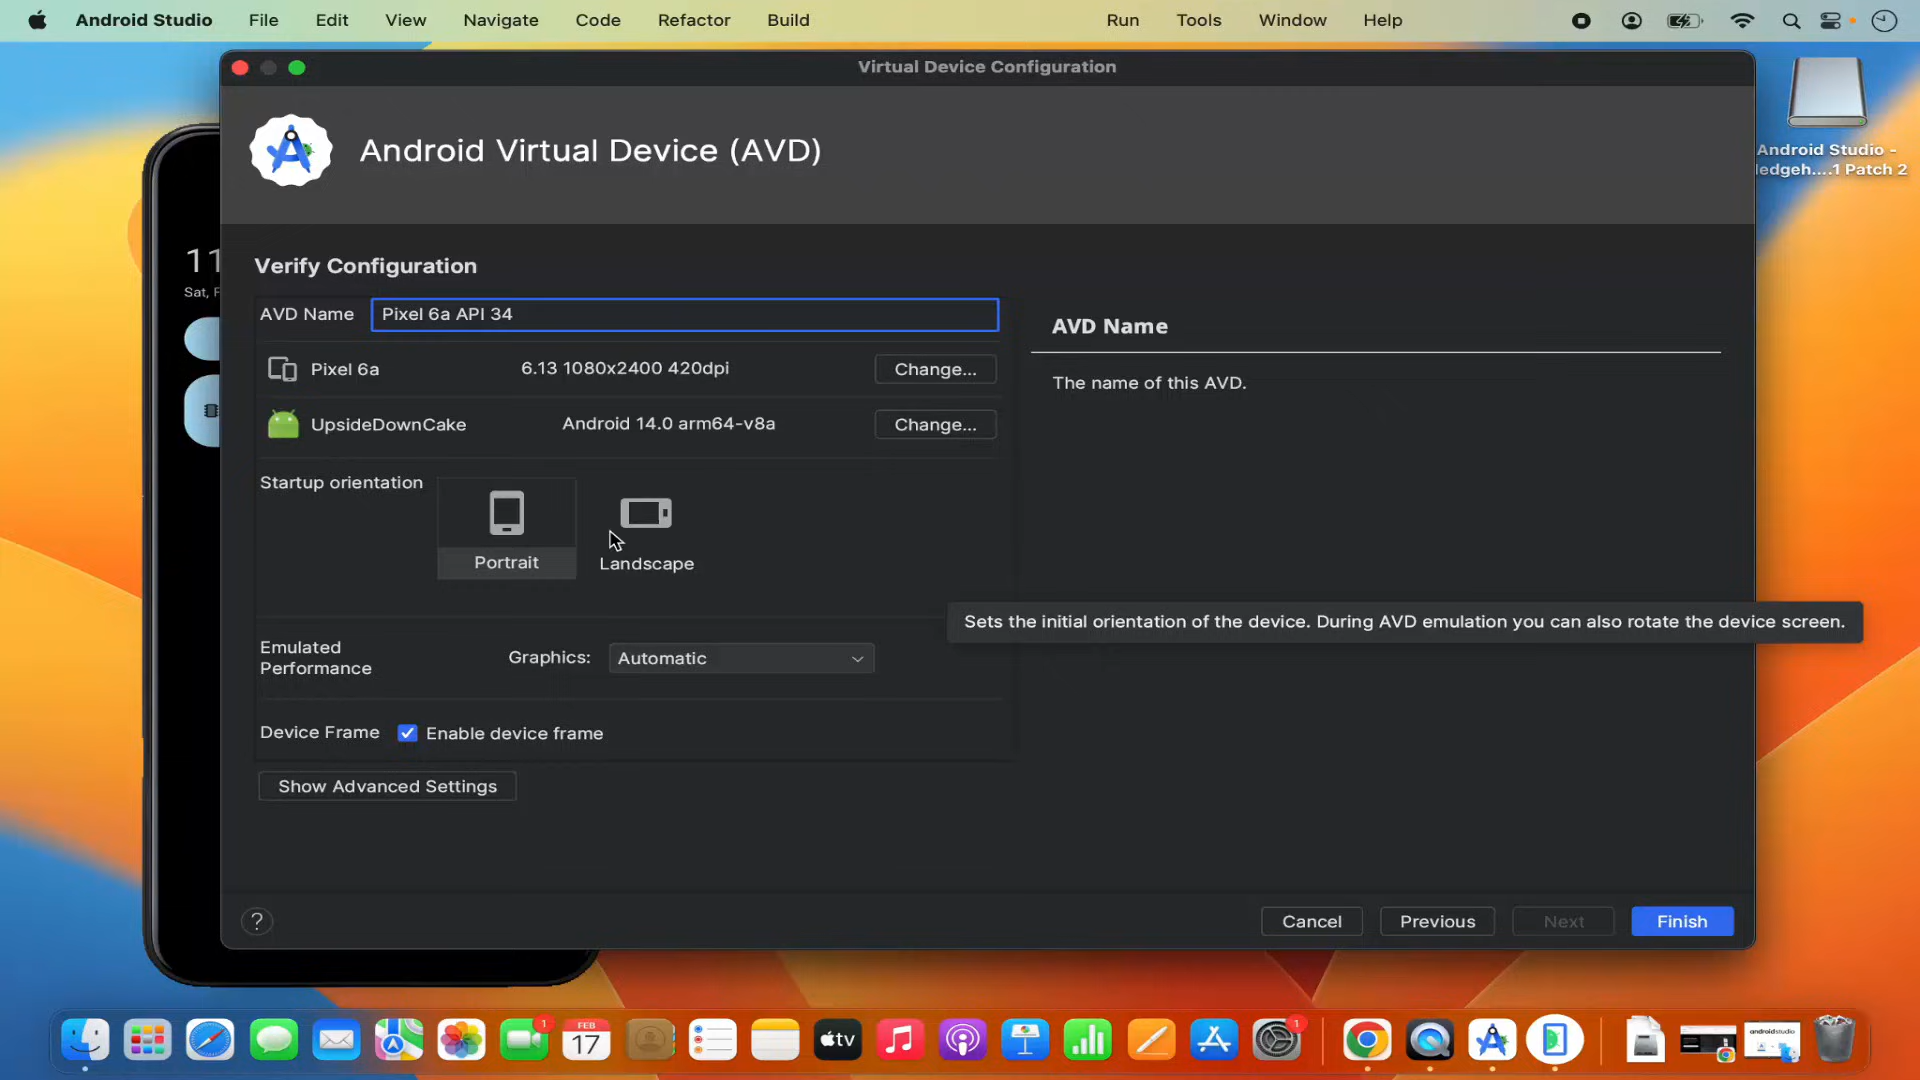 Android Studio File Edit View Navigate Code Refactor Build Run Tools Window Help
Virtual Device Configuration
Android Virtual Device (AVD)
Android Studio -
ledgeh....1 Patch 2
11
Sat, F
Verify Configuration
AVD Name Pixel 6a API 34
Pixel 6a 6.13 1080x2400 420dpi Change...
UpsideDownCake Android 14.0 arm64-v8a Change...
Startup orientation
Portrait
Landscape
AVD Name
The name of this AVD.
Sets the initial orientation of the device. During AVD emulation you can also rotate the device screen.
Emulated
Performance
Graphics: Automatic
Device Frame Enable device frame
Show Advanced Settings
? Cancel Previous Next Finish
1
FEB
17
tv
1
androidstudio